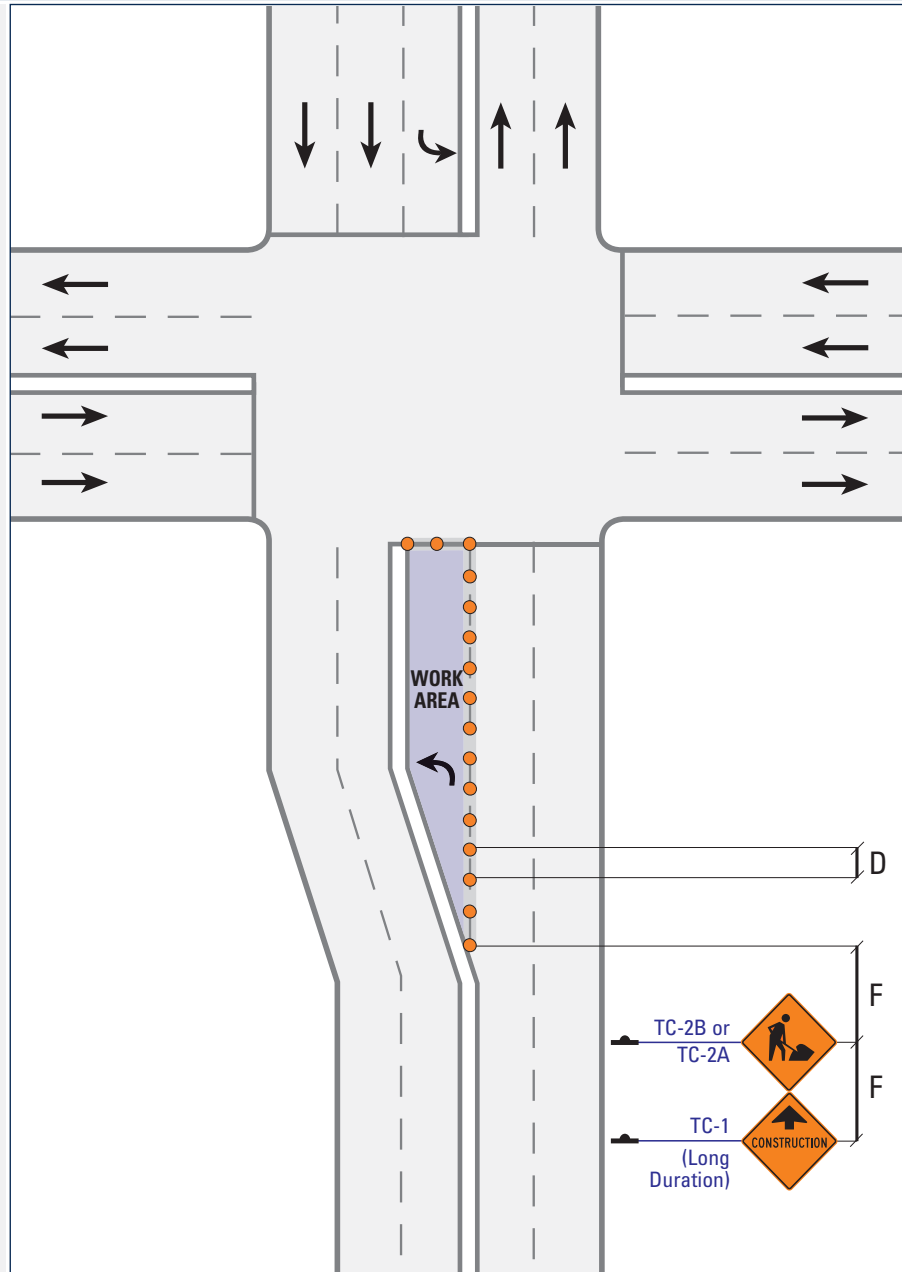 WORK
AREA
D
F
TC-2B or
TC-2A
F
TC-1
CONSTRUCTION
(Long
Duration)